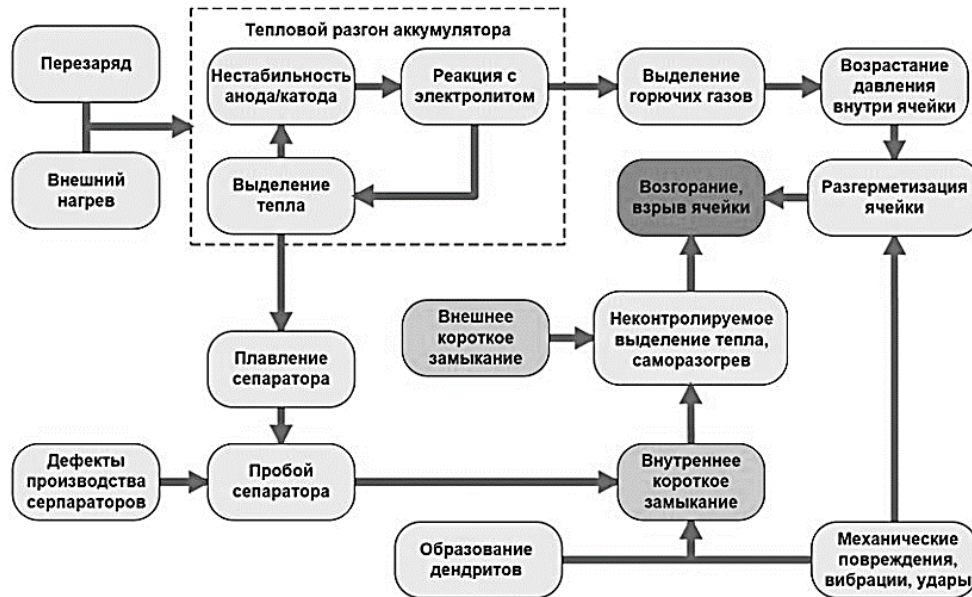 Тепловой разгон аккумулятора
Перезаряд
Нестабильность
анода/катода
Реакция с
электролитом
Выделение
горючих газов
Возрастание
давления
внутри ячейки
Внешний
нагрев
Выделение
тепла
Возгорание,
взрыв ячейки
Разгерметизация
ячейки
Внешнее
короткое
замыкание
Неконтролируемое
выделение тепла,
саморазогрев
Плавление
сепаратора
Дефекты
производства
серпараторов
Пробой
сепаратора
Внутреннее
короткое
замыкание
Образование
дендритов
Механические
повреждения,
вибрации, удары